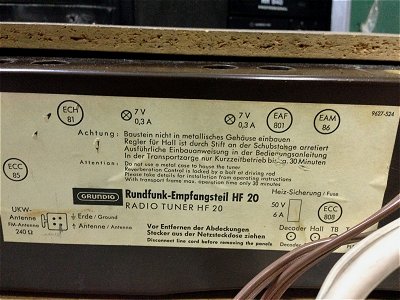 ECH 81
7 V
0,3 A
7 V
0,3 A
EAF 801
EAM 86
9627-524
ECC 85
Achtung: Baustein nicht in metallisches Gehäuse einbauen
Regler für Hall ist durch Stift an der Schubstange arretiert
Ausführliche Einbauanweisung in der Bedienungsanleitung
In der Transportzarge nur Kurzzeitbetrieb bis zu 30 Minuten
Attention: Do not use a metal case to house the tuner
Reverberation Control is locked by a bolt at driving rod
Please take details for installation from operating instructions
With transport frame max. operation time only 30 minutes
GRUNDIG
Rundfunk-Empfangsteil HF 20
RADIO TUNER HF 20
Heiz-Sicherung / Fuse
50 V
6 A
ECC 808
UKW-Antenne
FM-Antenna
240 Ω
Erde / Ground
Antenne / Antenna
Vor Entfernen der Abdeckungen
Stecker aus der Netzsteckdose ziehen
Disconnect line cord before removing the panels
Decoder Hall TB
Decoder